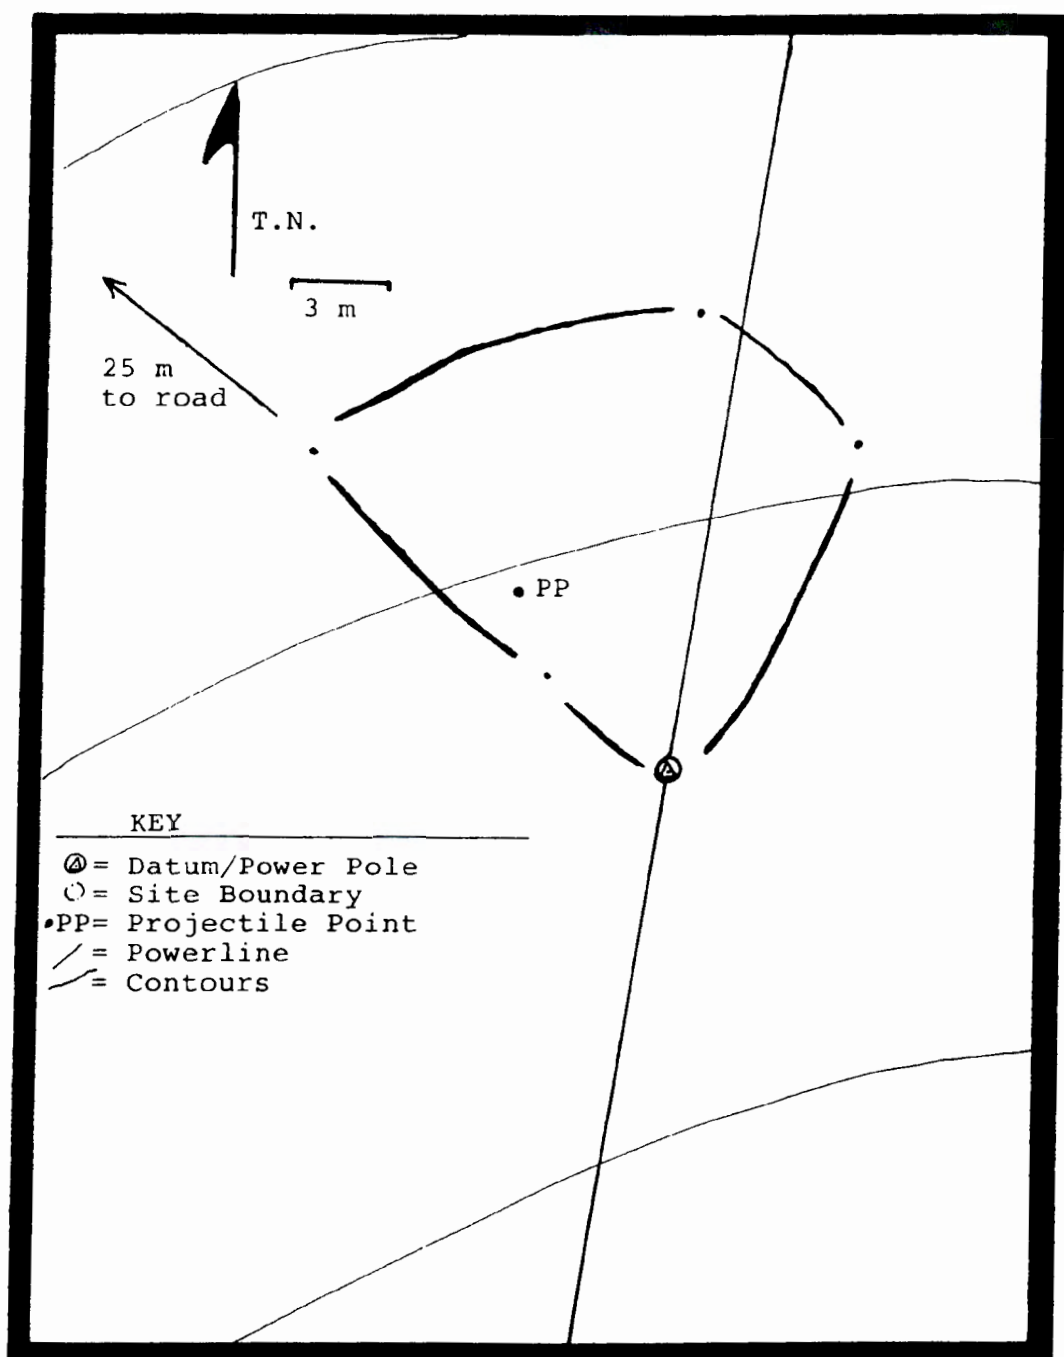 T.N.
3 m
25 m
to road
PP
KEY
= Datum/Power Pole
= Site Boundary
•PP= Projectile Point
= Powerline
= Contours